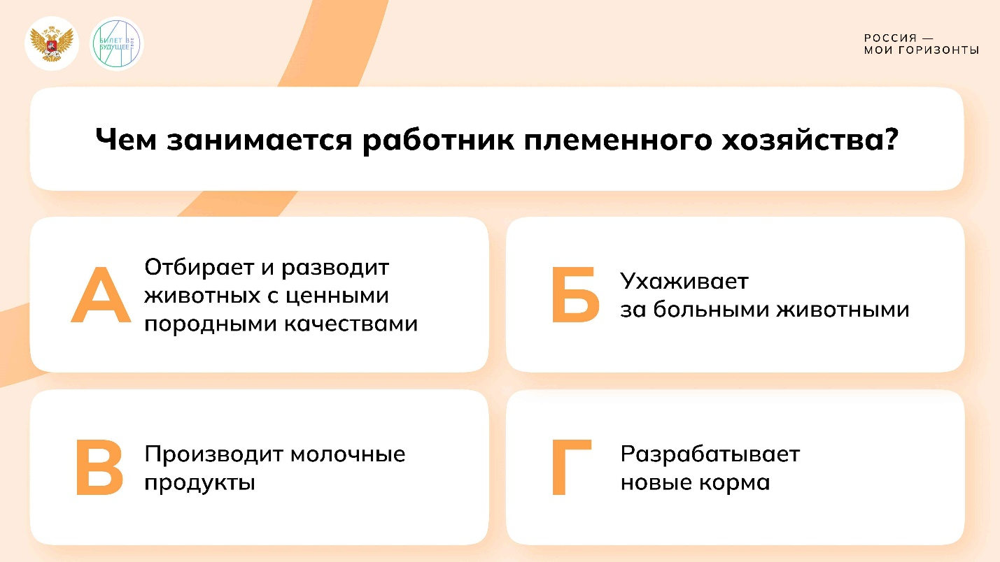 БИЛЕТ В
БУДУЩЕЕ
РОССИЯ —
МОИ ГОРИЗОНТЫ
Чем занимается работник племенного хозяйства?
А
Отбирает и разводит
животных с ценными
породными качествами
Б
Ухаживает
за больными животными
В
Производит молочные
продукты
Г
Разрабатывает
новые корма